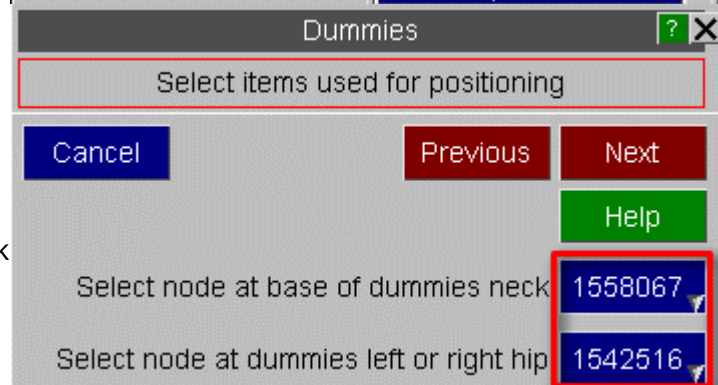 Dummies ?
Select items used for positioning
Cancel Previous Next
Help
k
Select node at base of dummies neck 1558067
Select node at dummies left or right hip 1542516